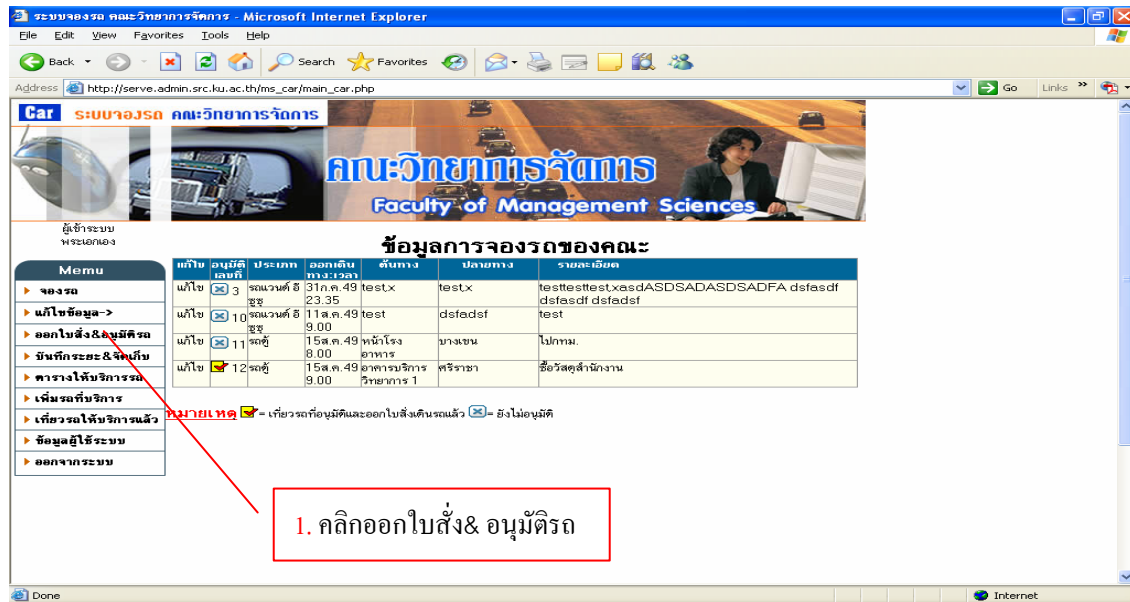 ระบบจองรถ คณะวิทยาการจัดการ - Microsoft Internet Explorer
File Edit View Favorites Tools Help
Back Search Favorites
Address http://serve.admin.src.ku.ac.th/ms_car/main_car.php Go Links
Car ระบบจองรถ คณะวิทยาการจัดการ
คณะวิทยาการจัดการ
Faculty of Management Sciences
ผู้เข้าระบบ
พระเอกเอง
ข้อมูลการจองรถของคณะ
Memu
จองรถ
แก้ไขข้อมูล->
ออกใบสั่ง&อนุมัติรถ
บันทึกระยะ&จัดเก็บ
ตารางให้บริการรถ
เพิ่มรถที่บริการ
เที่ยวรถให้บริการแล้ว
ข้อมูลผู้ใช้ระบบ
ออกจากระบบ
แก้ไข อนุมัติ ประเภท ออกเดิน ต้นทาง ปลายทาง รายละเอียด
เลขที่ ทาง:เวลา
แก้ไข 3 รถแวนต์ อี 31ก.ค.49 test,x test,x testtesttest,xasdASDSADASDSADFA dsfasdf
ซูซุ 23.35 dsfasdf dsfadsf
แก้ไข 10 รถแวนต์ อี 11ส.ค.49 test dsfadsf test
ซูซุ 9.00
แก้ไข 11 รถตู้ 15ส.ค.49 หน้าโรง บางเขน ไปกทม.
8.00 อาหาร
แก้ไข 12 รถตู้ 15ส.ค.49 อาคารบริการ ศรีราชา ซื้อวัสดุสำนักงาน
9.00 วิทยาการ 1
หมายเหตุ = เที่ยวรถที่อนุมัติและออกใบสั่งเดินรถแล้ว = ยังไม่อนุมัติ
1. คลิกออกใบสั่ง& อนุมัติรถ
Done Internet